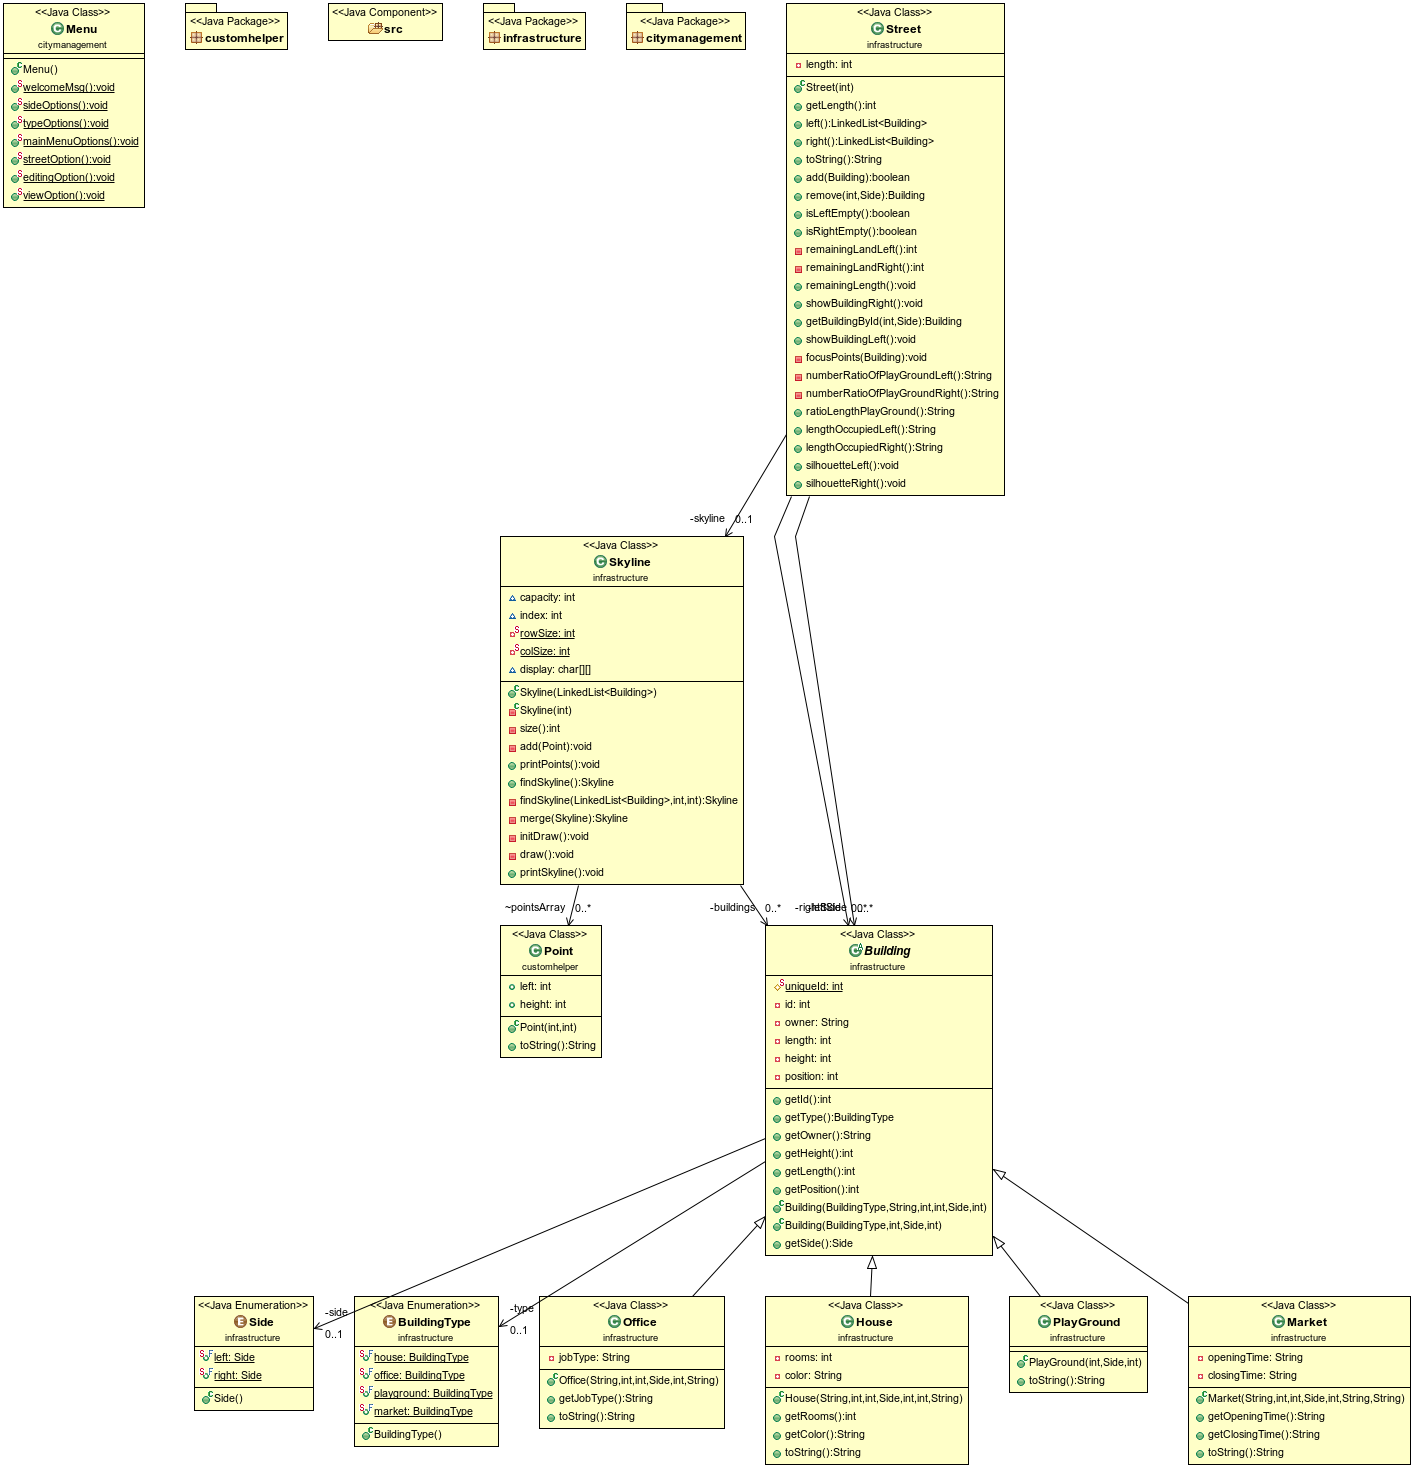 <<Java Class>>
Menu
citymanagement
Menu()
welcomeMsg():void
sideOptions():void
typeOptions():void
mainMenuOptions():void
streetOption():void
editingOption():void
viewOption():void
<<Java Package>>
customhelper
<<Java Component>>
src
<<Java Package>>
infrastructure
<<Java Package>>
citymanagement
<<Java Class>>
Street
infrastructure
length: int
Street(int)
getLength():int
left():LinkedList<Building>
right():LinkedList<Building>
toString():String
add(Building):boolean
remove(int,Side):Building
isLeftEmpty():boolean
isRightEmpty():boolean
remainingLandLeft():int
remainingLandRight():int
remainingLength():void
showBuildingRight():void
getBuildingById(int,Side):Building
showBuildingLeft():void
focusPoints(Building):void
numberRatioOfPlayGroundLeft():String
numberRatioOfPlayGroundRight():String
ratioLengthPlayGround():String
lengthOccupiedLeft():String
lengthOccupiedRight():String
silhouetteLeft():void
silhouetteRight():void
-skyline 0..1
<<Java Class>>
Skyline
infrastructure
capacity: int
index: int
rowSize: int
colSize: int
display: char[][]
Skyline(LinkedList<Building>)
Skyline(int)
size():int
add(Point):void
printPoints():void
findSkyline():Skyline
findSkyline(LinkedList<Building>,int,int):Skyline
merge(Skyline):Skyline
initDraw():void
draw():void
printSkyline():void
~pointsArray 0..*
-buildings 0..*
<<Java Class>>
Point
customhelper
left: int
height: int
Point(int,int)
toString():String
<<Java Class>>
Building
infrastructure
uniqueId: int
id: int
owner: String
length: int
height: int
position: int
getId():int
getType():BuildingType
getOwner():String
getHeight():int
getLength():int
getPosition():int
Building(BuildingType,String,int,int,Side,int)
Building(BuildingType,int,Side,int)
getSide():Side
-side
0..1
-type
0..1
<<Java Enumeration>>
Side
infrastructure
left: Side
right: Side
Side()
<<Java Enumeration>>
BuildingType
infrastructure
house: BuildingType
office: BuildingType
playground: BuildingType
market: BuildingType
BuildingType()
<<Java Class>>
Office
infrastructure
jobType: String
Office(String,int,int,Side,int,String)
getJobType():String
toString():String
<<Java Class>>
House
infrastructure
rooms: int
color: String
House(String,int,int,Side,int,int,String)
getRooms():int
getColor():String
toString():String
<<Java Class>>
PlayGround
infrastructure
PlayGround(int,Side,int)
toString():String
<<Java Class>>
Market
infrastructure
openingTime: String
closingTime: String
Market(String,int,int,Side,int,String,String)
getOpeningTime():String
getClosingTime():String
toString():String